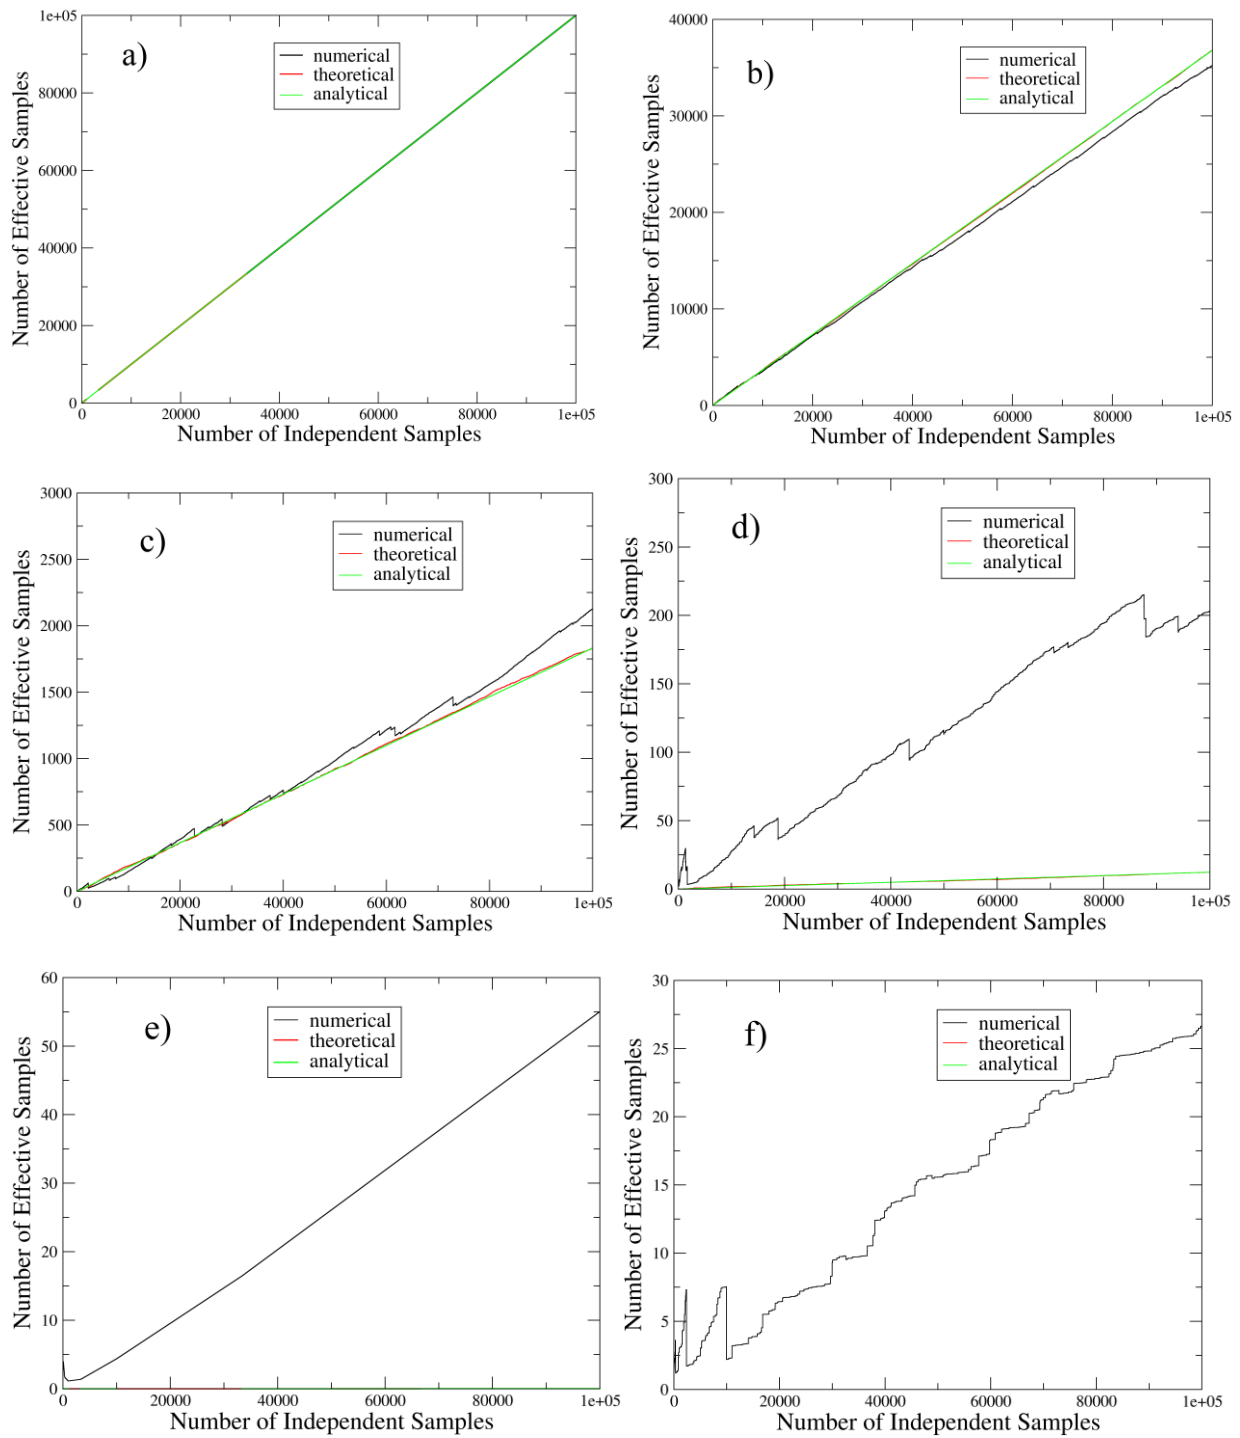 a)
numerical
theoretical
analytical
1e+05
80000
60000
40000
20000
0
0 20000 40000 60000 80000 1e+05
Number of Effective Samples
Number of Independent Samples
b)
numerical
theoretical
analytical
40000
30000
20000
10000
0
0 20000 40000 60000 80000 1e+05
Number of Effective Samples
Number of Independent Samples
c)
numerical
theoretical
analytical
3000
2500
2000
1500
1000
500
0
0 20000 40000 60000 80000 1e+05
Number of Effective Samples
Number of Independent Samples
d)
numerical
theoretical
analytical
300
250
200
150
100
50
0
0 20000 40000 60000 80000 1e+05
Number of Effective Samples
Number of Independent Samples
e)
numerical
theoretical
analytical
60
50
40
30
20
10
0
0 20000 40000 60000 80000 1e+05
Number of Effective Samples
Number of Independent Samples
f)
numerical
theoretical
analytical
30
25
20
15
10
5
0
0 20000 40000 60000 80000 1e+05
Number of Effective Samples
Number of Independent Samples